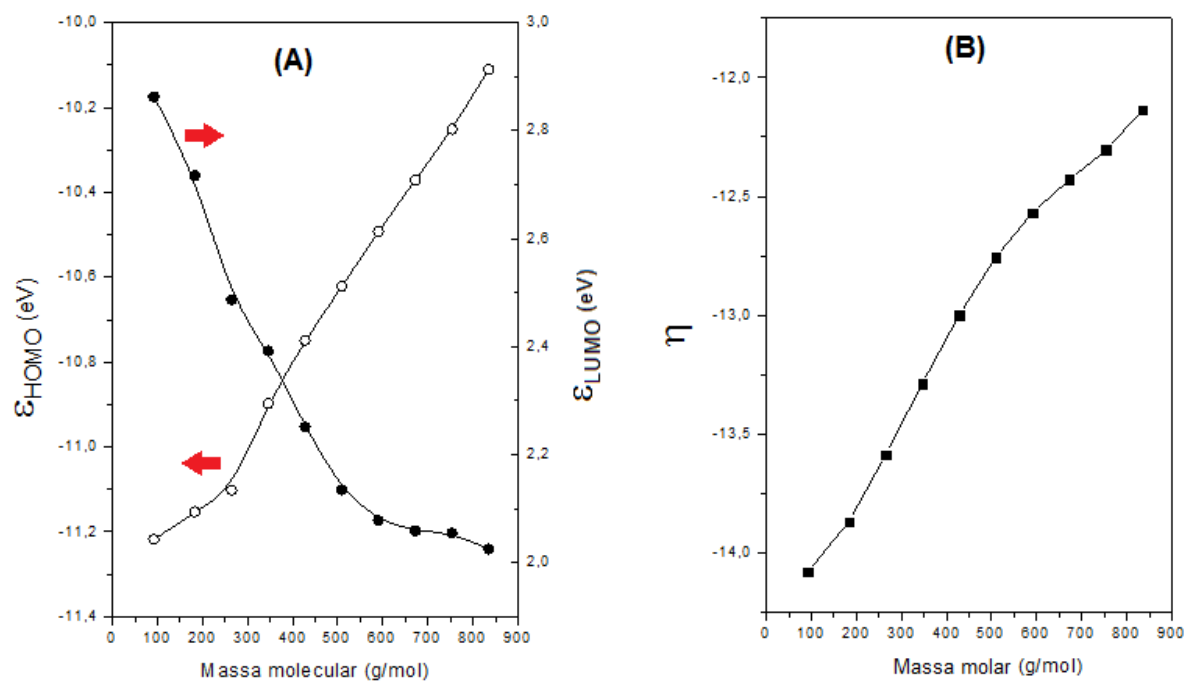 (A)
-10,0
-10,2
-10,4
-10,6
-10,8
-11,0
-11,2
-11,4
εHOMO (eV)
3,0
2,8
2,6
2,4
2,2
2,0
εLUMO (eV)
0 100 200 300 400 500 600 700 800 900
Massa molecular (g/mol)
(B)
-12,0
-12,5
-13,0
-13,5
-14,0
η
0 100 200 300 400 500 600 700 800 900
Massa molar (g/mol)